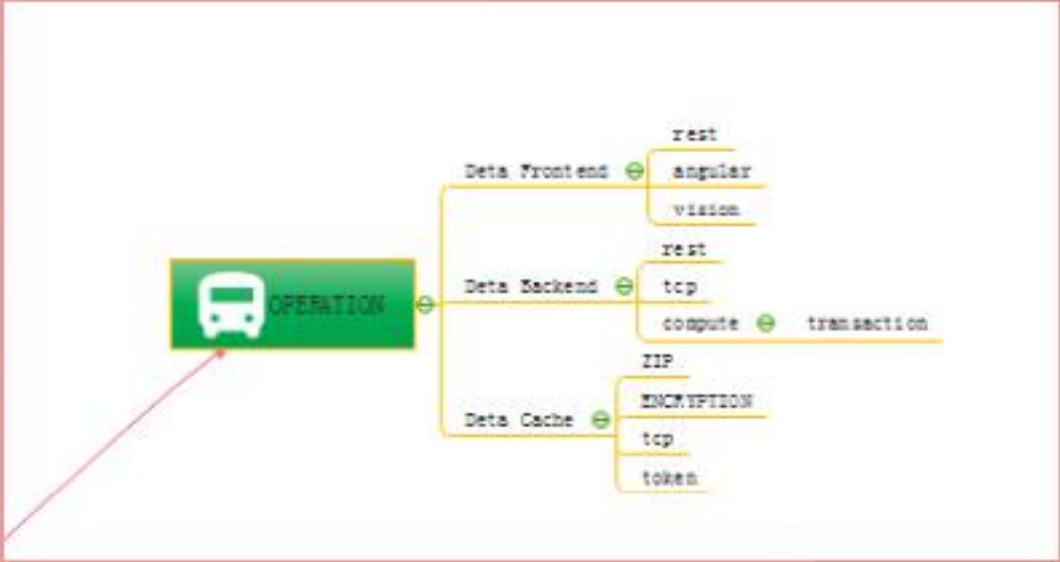 OPERATION
Deta Frontend
rest
angular
vision
Deta Backend
rest
tcp
compute
transaction
Deta Cache
ZIP
ENCRYPTION
tcp
token